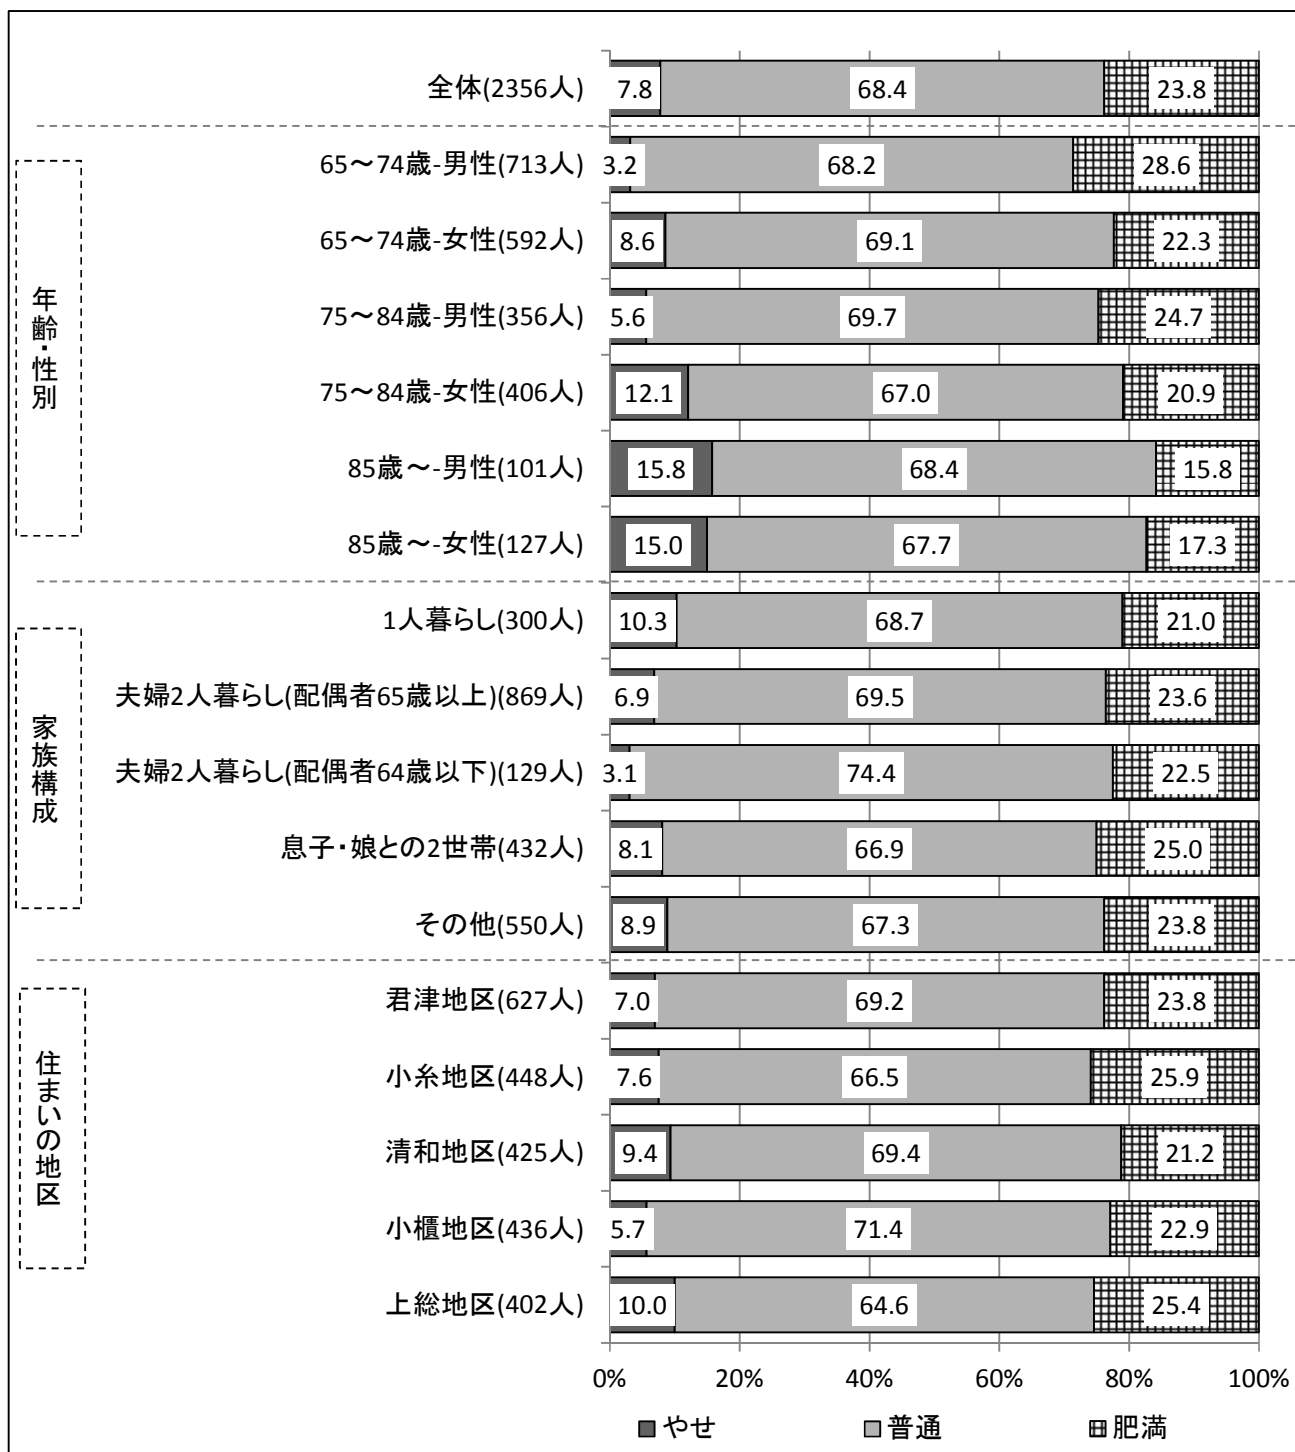 全体(2356人) 7.8 68.4 23.8
年齢・性別
65～74歳-男性(713人) 3.2 68.2 28.6
65～74歳-女性(592人) 8.6 69.1 22.3
75～84歳-男性(356人) 5.6 69.7 24.7
75～84歳-女性(406人) 12.1 67.0 20.9
85歳～-男性(101人) 15.8 68.4 15.8
85歳～-女性(127人) 15.0 67.7 17.3
家族構成
1人暮らし(300人) 10.3 68.7 21.0
夫婦2人暮らし(配偶者65歳以上)(869人) 6.9 69.5 23.6
夫婦2人暮らし(配偶者64歳以下)(129人) 3.1 74.4 22.5
息子・娘との2世帯(432人) 8.1 66.9 25.0
その他(550人) 8.9 67.3 23.8
住まいの地区
君津地区(627人) 7.0 69.2 23.8
小糸地区(448人) 7.6 66.5 25.9
清和地区(425人) 9.4 69.4 21.2
小櫃地区(436人) 5.7 71.4 22.9
上総地区(402人) 10.0 64.6 25.4
0% 20% 40% 60% 80% 100%
やせ 普通 肥満